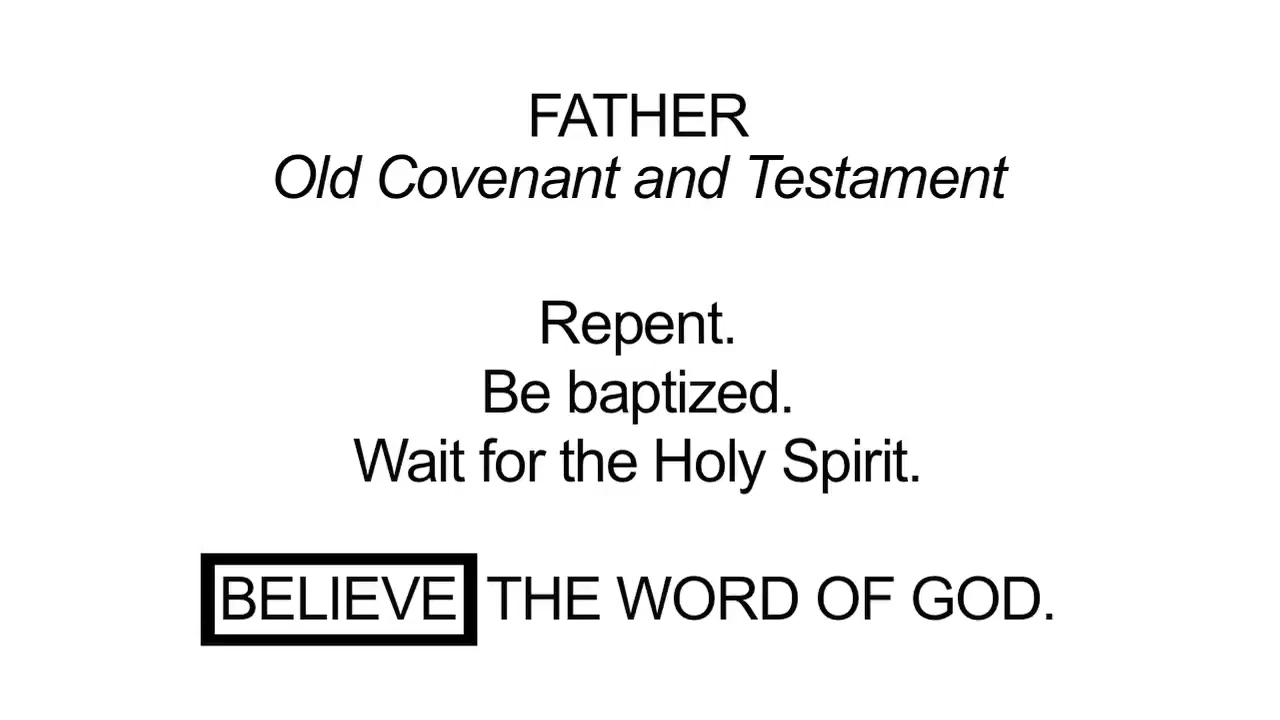 FATHER
Old Covenant and Testament
Repent.
Be baptized.
Wait for the Holy Spirit.
BELIEVE THE WORD OF GOD.